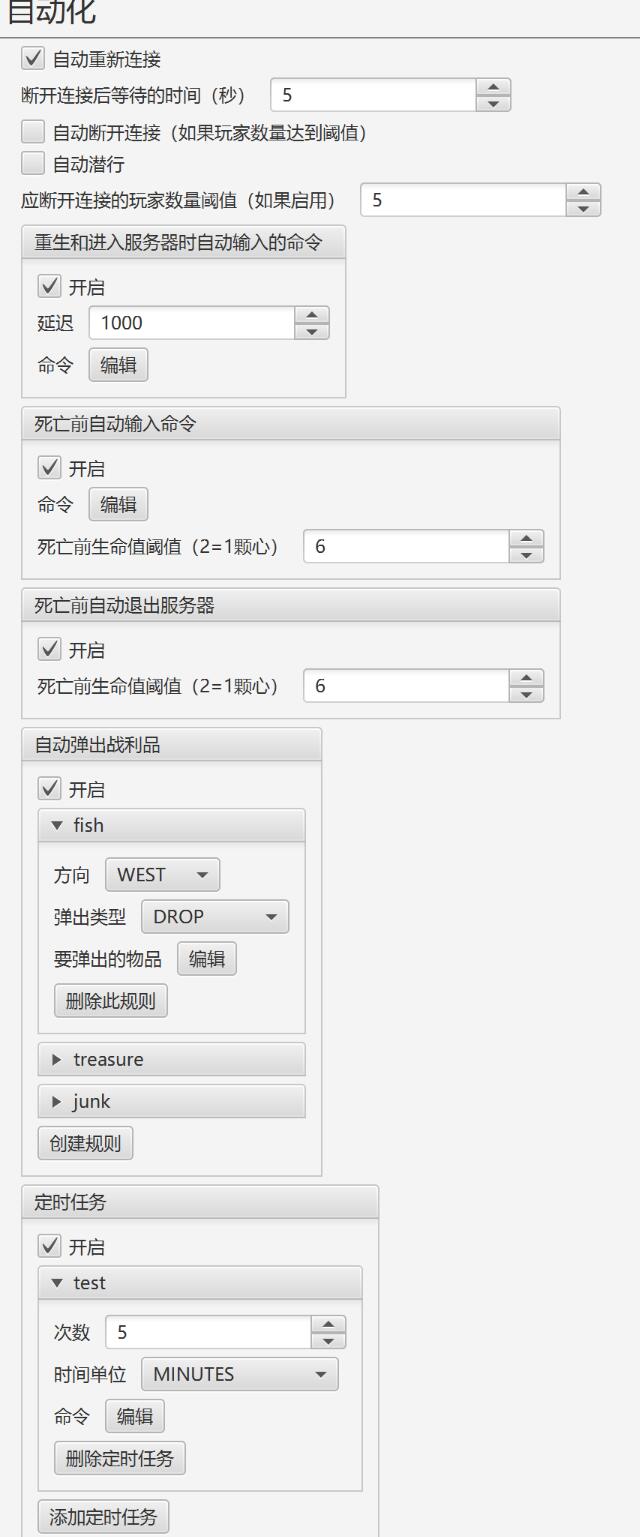 自动化
自动重新连接
断开连接后等待的时间（秒） 5
自动断开连接（如果玩家数量达到阈值）
自动潜行
应断开连接的玩家数量阈值（如果启用） 5
重生和进入服务器时自动输入的命令
开启
延迟 1000
命令 编辑
死亡前自动输入命令
开启
命令 编辑
死亡前生命值阈值（2=1颗心） 6
死亡前自动退出服务器
开启
死亡前生命值阈值（2=1颗心） 6
自动弹出战利品
开启
fish
方向 WEST
弹出类型 DROP
要弹出的物品 编辑
删除此规则
treasure
junk
创建规则
定时任务
开启
test
次数 5
时间单位 MINUTES
命令 编辑
删除定时任务
添加定时任务